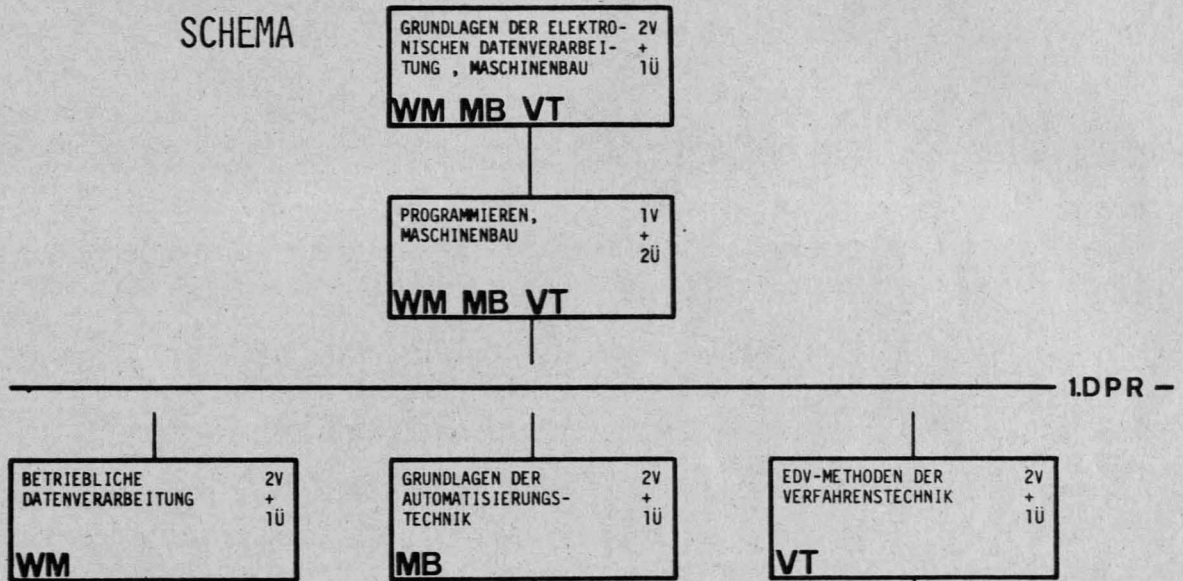 SCHEMA
GRUNDLAGEN DER ELEKTRO- 2V
NISCHEN DATENVERARBEI- +
TUNG , MASCHINENBAU 1Ü
WM MB VT
PROGRAMMIEREN, 1V
MASCHINENBAU +
2Ü
WM MB VT
1.DPR –
BETRIEBLICHE 2V
DATENVERARBEITUNG +
1Ü
WM
GRUNDLAGEN DER 2V
AUTOMATISIERUNGS- +
TECHNIK 1Ü
MB
EDV-METHODEN DER 2V
VERFAHRENSTECHNIK +
1Ü
VT